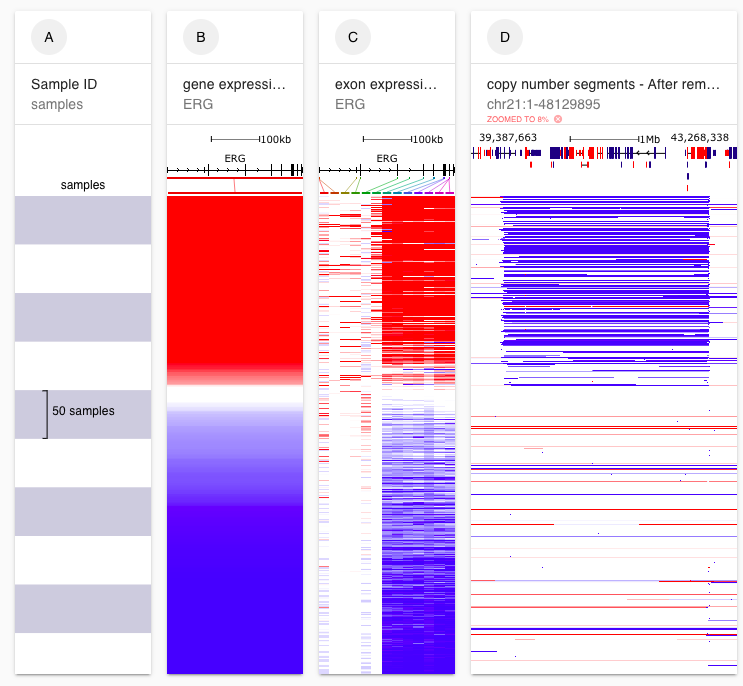 A
B
C
D
Sample ID
samples
gene expressi...
ERG
exon expressi...
ERG
copy number segments - After rem...
chr21:1-48129895
ZOOMED TO 8%
100kb
ERG
100kb
ERG
39,387,663
1Mb
43,268,338
samples
50 samples